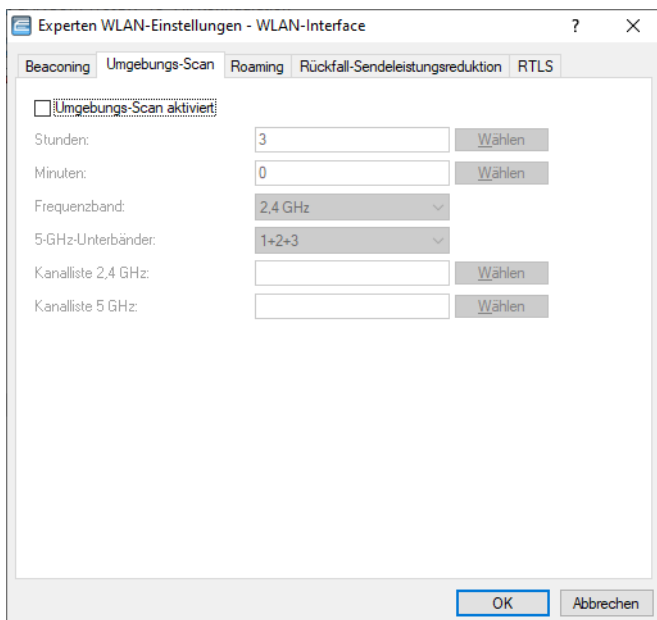 Experten WLAN-Einstellungen - WLAN-Interface ?
Beaconing Umgebungs-Scan Roaming Rückfall-Sendeleistungsreduktion RTLS
Umgebungs-Scan aktiviert
Stunden: 3 Wählen
Minuten: 0 Wählen
Frequenzband: 2,4 GHz
5-GHz-Unterbänder: 1+2+3
Kanalliste 2,4 GHz: Wählen
Kanalliste 5 GHz: Wählen
OK Abbrechen